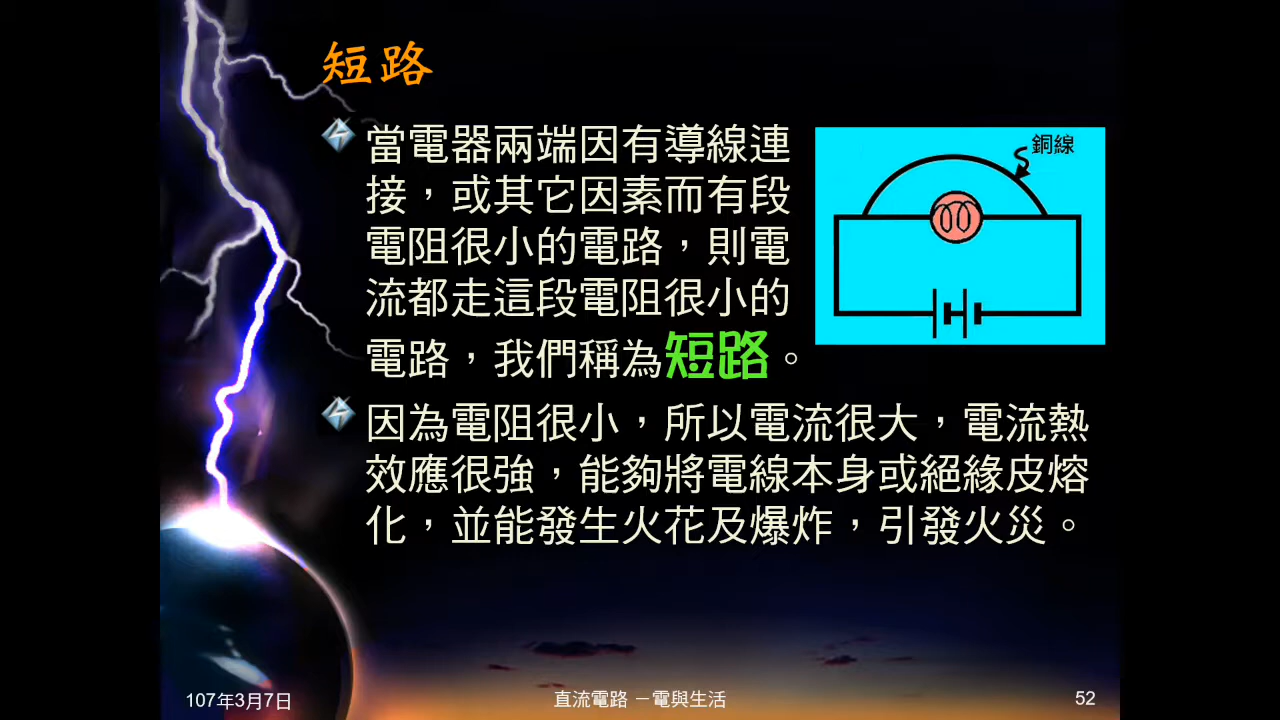 短路
當電器兩端因有導線連
接，或其它因素而有段
電阻很小的電路，則電
流都走這段電阻很小的
電路，我們稱為短路。
銅線
因為電阻很小，所以電流很大，電流熱
效應很強，能夠將電線本身或絕緣皮熔
化，並能發生火花及爆炸，引發火災。
107年3月7日
直流電路 －電與生活
52